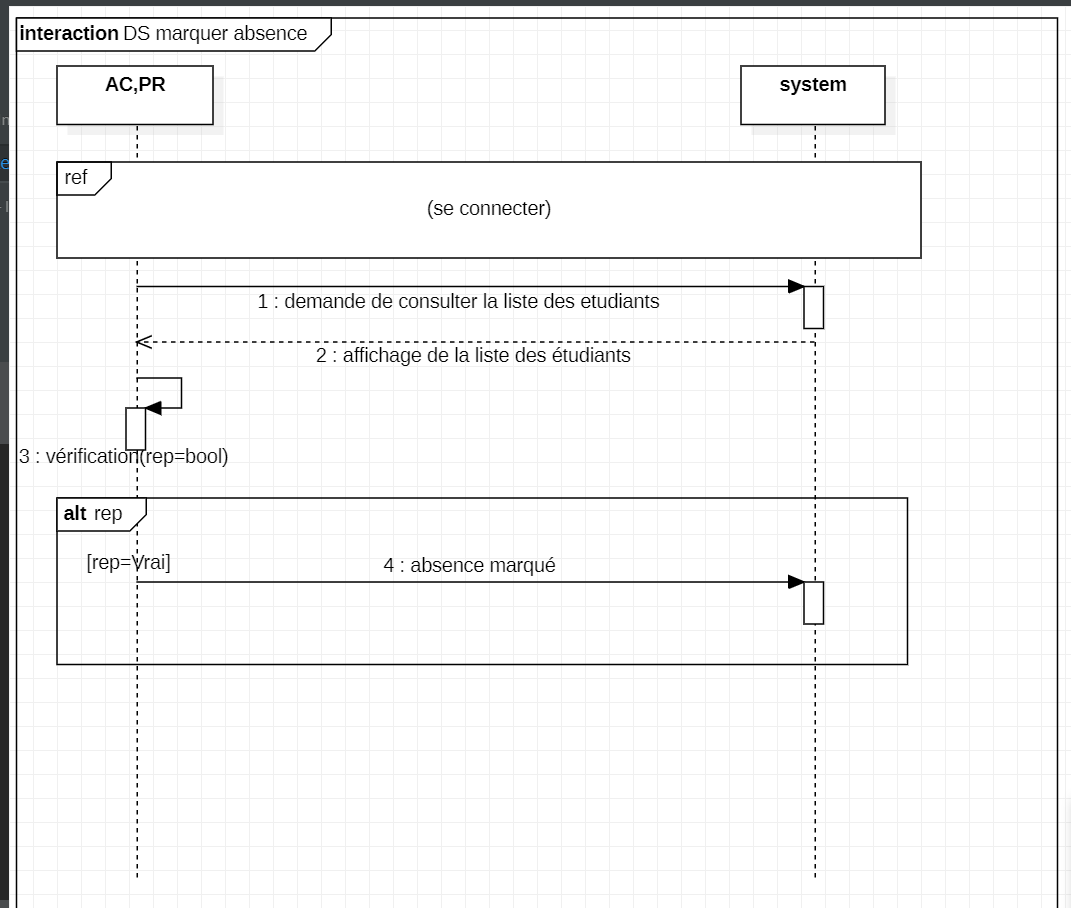 interaction DS marquer absence
AC,PR
system
ref
(se connecter)
1 : demande de consulter la liste des etudiants
2 : affichage de la liste des étudiants
3 : vérification(rep=bool)
alt rep
[rep=Vrai]
4 : absence marqué